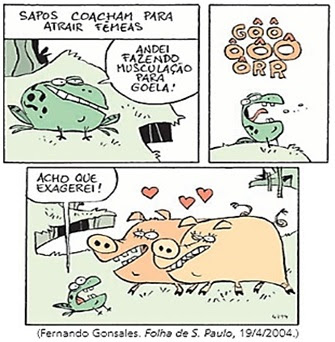 SAPOS COACHAM PARA
ATRAIR FÊMEAS
ANDEI
FAZENDO
MUSCULAÇÃO
PARA
GOELA!
GÔÔ
ÔÔÔÔ
ÔRR
ACHO QUE
EXAGEREI!
(Fernando Gonsales. Folha de S. Paulo, 19/4/2004.)